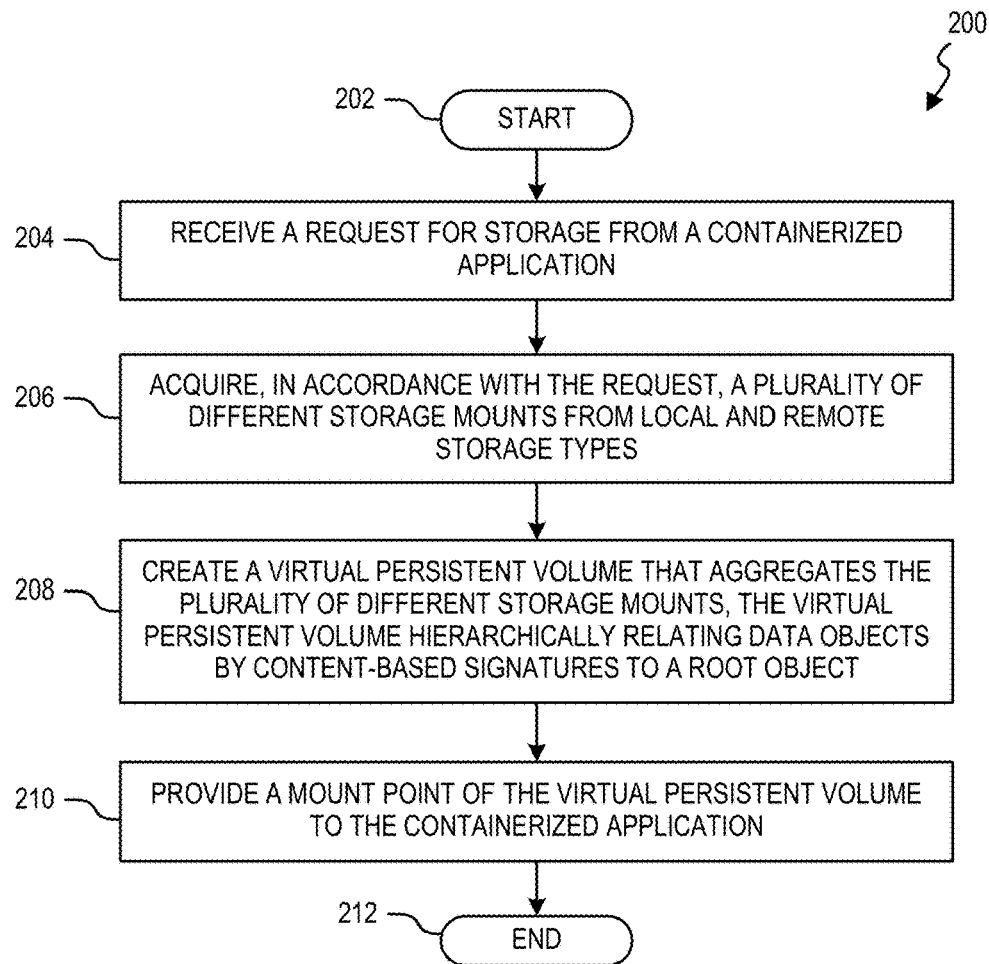 200
202
START
204
RECEIVE A REQUEST FOR STORAGE FROM A CONTAINERIZED
APPLICATION
206
ACQUIRE, IN ACCORDANCE WITH THE REQUEST, A PLURALITY OF
DIFFERENT STORAGE MOUNTS FROM LOCAL AND REMOTE
STORAGE TYPES
208
CREATE A VIRTUAL PERSISTENT VOLUME THAT AGGREGATES THE
PLURALITY OF DIFFERENT STORAGE MOUNTS, THE VIRTUAL
PERSISTENT VOLUME HIERARCHICALLY RELATING DATA OBJECTS
BY CONTENT-BASED SIGNATURES TO A ROOT OBJECT
210
PROVIDE A MOUNT POINT OF THE VIRTUAL PERSISTENT VOLUME
TO THE CONTAINERIZED APPLICATION
212
END